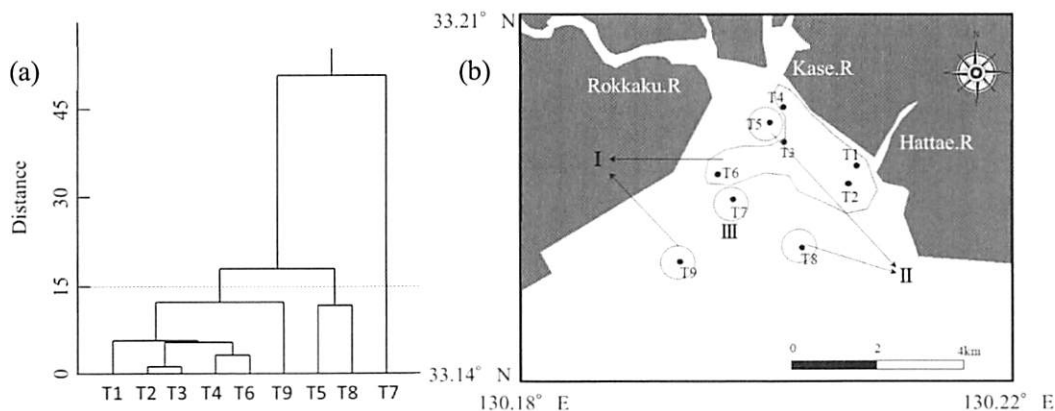 (a)
Distance
45
30
15
0
T1 T2 T3 T4 T6 T9 T5 T8 T7
(b)
33.21° N
33.14° N
130.18° E
130.22° E
Rokkaku.R
Kase.R
Hattae.R
N
T4
T5
T3
T1
T2
T6
T7
T8
T9
I
III
II
0 2 4km